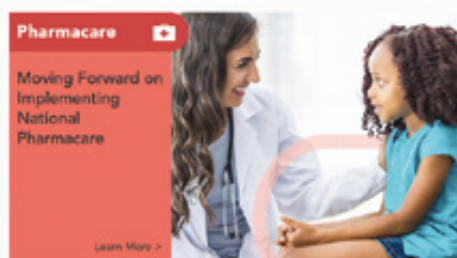 Pharmacare
Moving Forward on
Implementing
National
Pharmacare
Learn More >